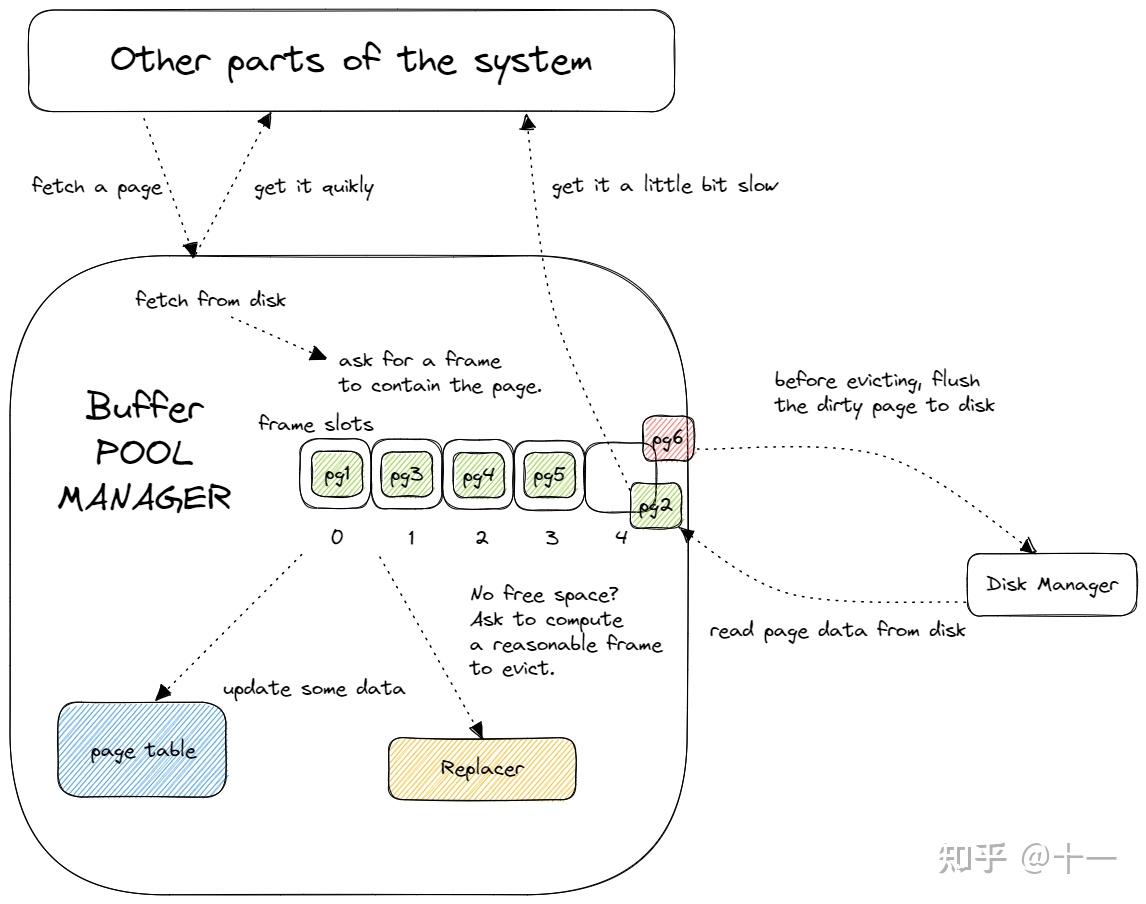 Other parts of the system
fetch a page
get it quikly
get it a little bit slow
fetch from disk
ask for a frame
to contain the page.
before evicting, flush
the dirty page to disk
Buffer
POOL
MANAGER
frame slots
pg1
pg3
pg4
pg5
pg6
pg2
0
1
2
3
4
Disk Manager
No free space?
Ask to compute
a reasonable frame
to evict.
read page data from disk
update some data
page table
Replacer
知乎 @十一